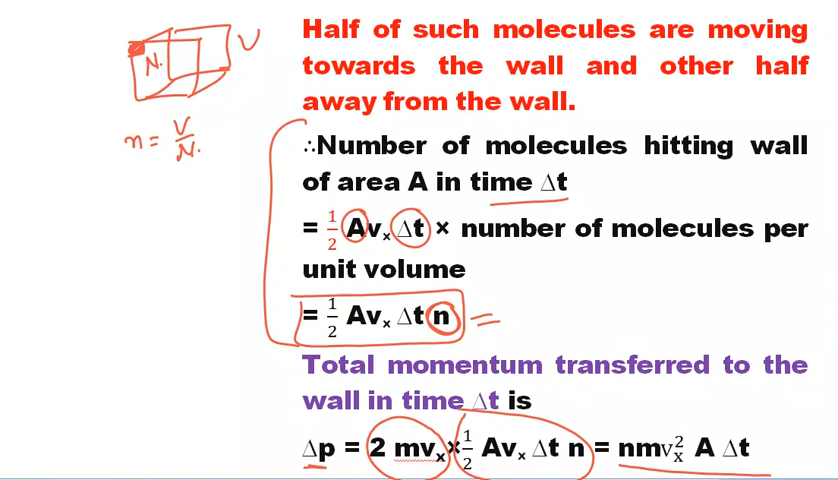 V
N.
n = V/N.
Half of such molecules are moving
towards the wall and other half
away from the wall.
∴Number of molecules hitting wall
of area A in time Δt
= 1/2 Avₓ Δt × number of molecules per
unit volume
= 1/2 Avₓ Δt n =
Total momentum transferred to the
wall in time Δt is
Δp = 2 mvₓ × 1/2 Avₓ Δt n = nmvₓ² A Δt